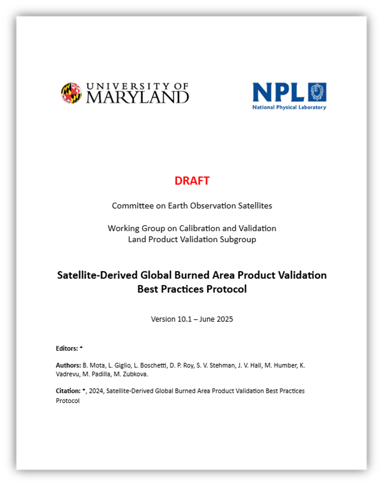 UNIVERSITY OF
MARYLAND
NPL
National Physical Laboratory
DRAFT
Committee on Earth Observation Satellites
Working Group on Calibration and Validation
Land Product Validation Subgroup
Satellite-Derived Global Burned Area Product Validation
Best Practices Protocol
Version 10.1 – June 2025
Editors: *
Authors: B. Mota, L. Giglio, L. Boschetti, D. P. Roy, S. V. Stehman, J. V. Hall, M. Humber, K.
Vadrevu, M. Padilla, M. Zubkova.
Citation: *, 2024, Satellite-Derived Global Burned Area Product Validation Best Practices
Protocol